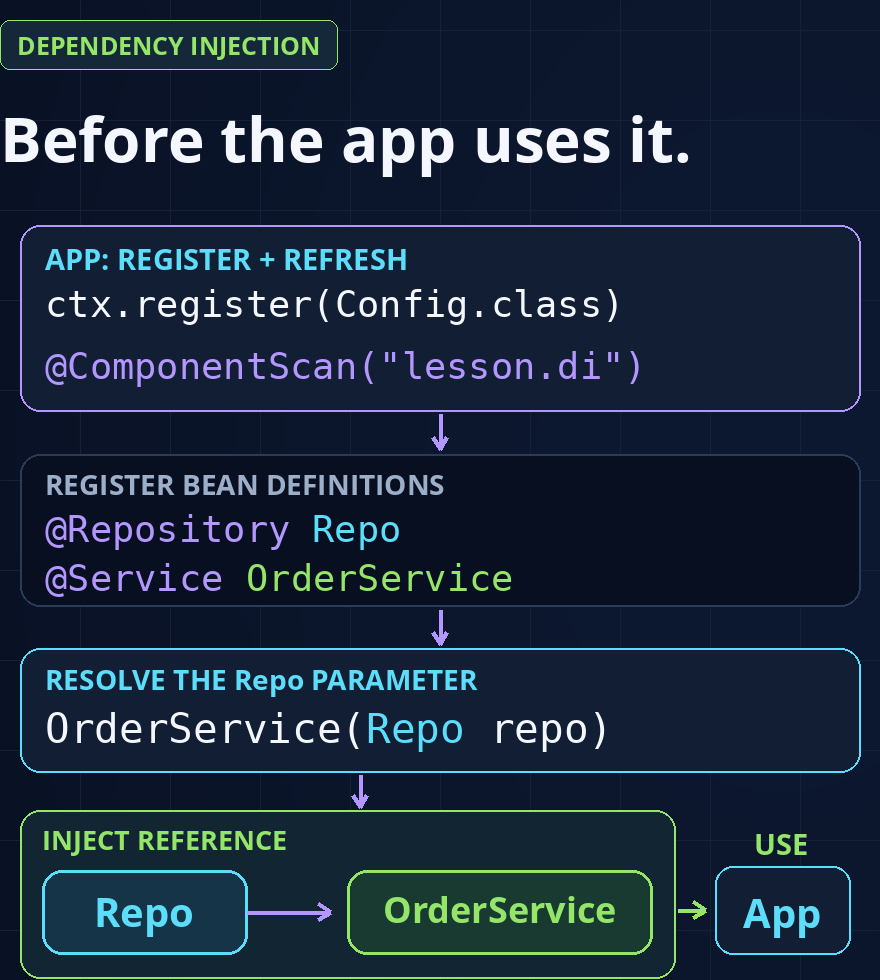 DEPENDENCY INJECTION
Before the app uses it.
APP: REGISTER + REFRESH
ctx.register(Config.class)
@ComponentScan("lesson.di")
REGISTER BEAN DEFINITIONS
@Repository Repo
@Service OrderService
RESOLVE THE Repo PARAMETER
OrderService(Repo repo)
INJECT REFERENCE
USE
Repo
OrderService
App